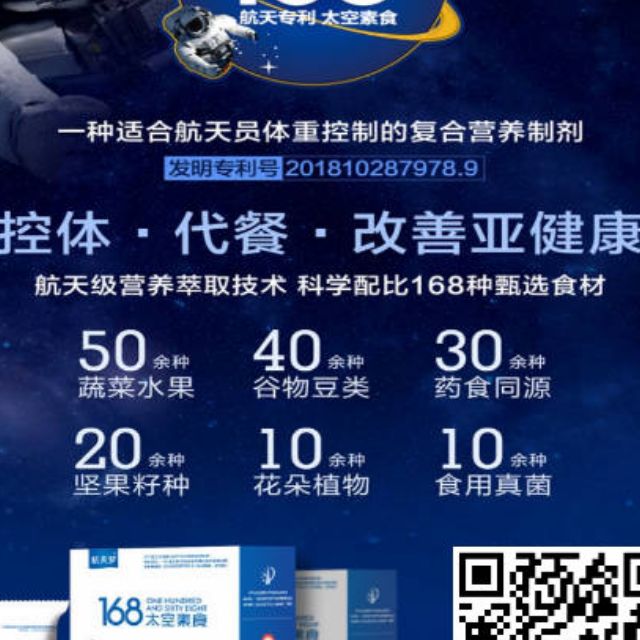 航天专利 太空素食
一种适合航天员体重控制的复合营养制剂
发明专利号 201810287978.9
控体·代餐·改善亚健康
航天级营养萃取技术 科学配比168种甄选食材
50余种 40余种 30余种
蔬菜水果 谷物豆类 药食同源
20余种 10余种 10余种
坚果籽种 花朵植物 食用真菌
航天梦
168 ONE HUNDRED
AND SIXTY EIGHT
太空素食